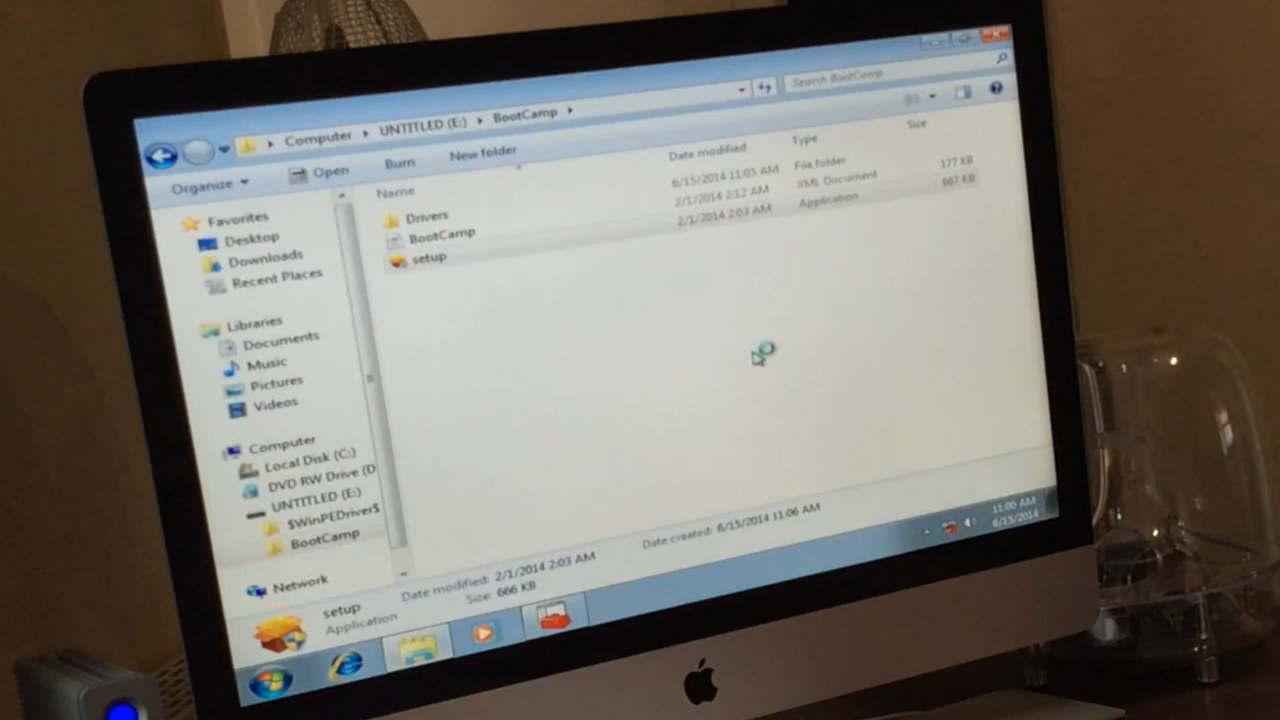 Computer UNTITLED (E:) BootCamp
Search BootCamp
Organize Open Burn New folder
Name Date modified Type Size
Drivers 6/15/2014 11:05 AM File folder
BootCamp 2/1/2014 2:12 AM XML Document 177 KB
setup 2/1/2014 2:03 AM Application 667 KB
Favorites
Desktop
Downloads
Recent Places
Libraries
Documents
Music
Pictures
Videos
Computer
Local Disk (C:)
DVD RW Drive (D
UNTITLED (E:)
$WinPEDriver$
BootCamp
Network
setup Date modified: 2/1/2014 2:03 AM Date created: 6/15/2014 11:06 AM
Application Size: 666 KB
11:00 AM
6/15/2014